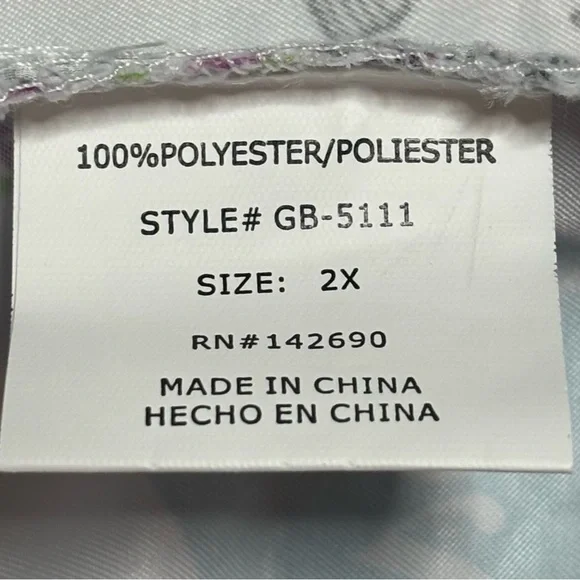 100%POLYESTER/POLIESTER
STYLE# GB-5111
SIZE: 2X
RN#142690
MADE IN CHINA
HECHO EN CHINA